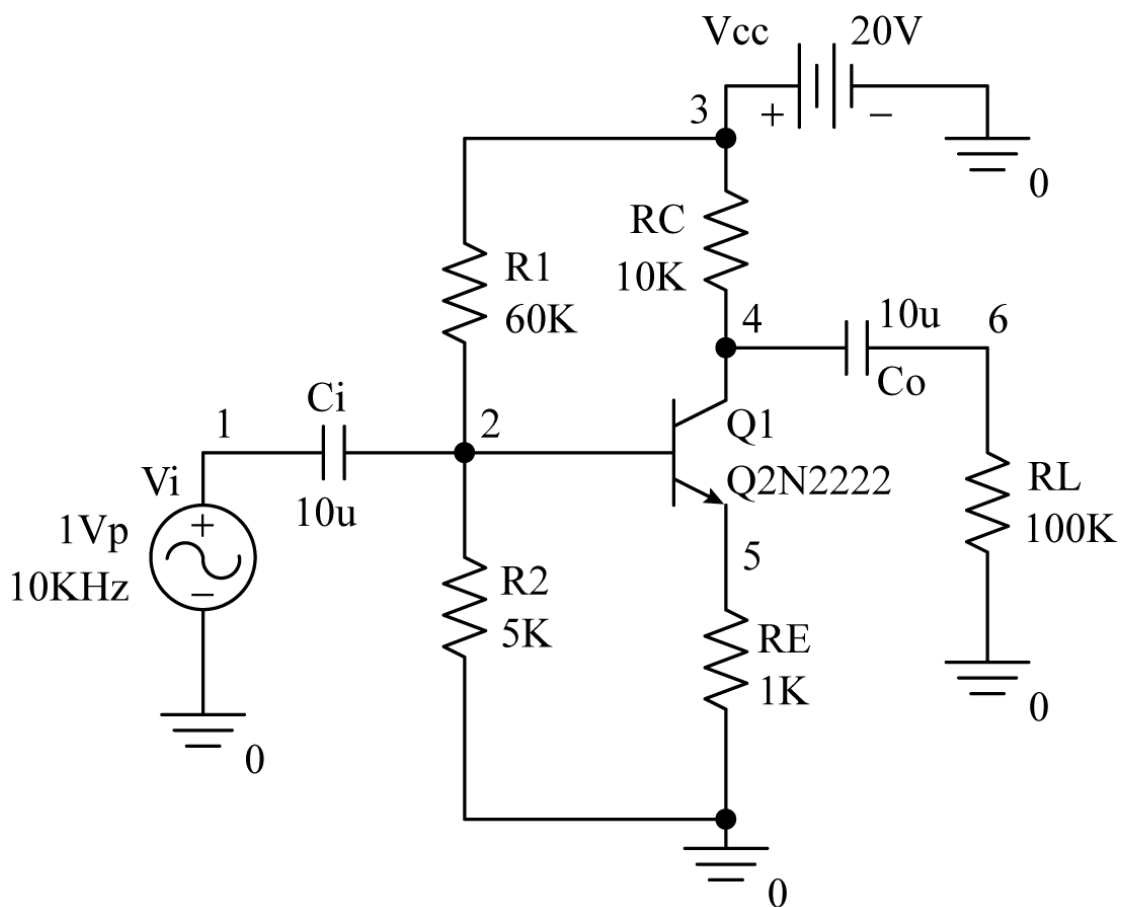 Vcc 20V
3
+ −
0
RC
10K
R1
60K
4
10u
6
Co
Ci
1
2
10u
Q1
Q2N2222
Vi
1Vp
10KHz
+
−
RL
100K
5
R2
5K
RE
1K
0
0
0